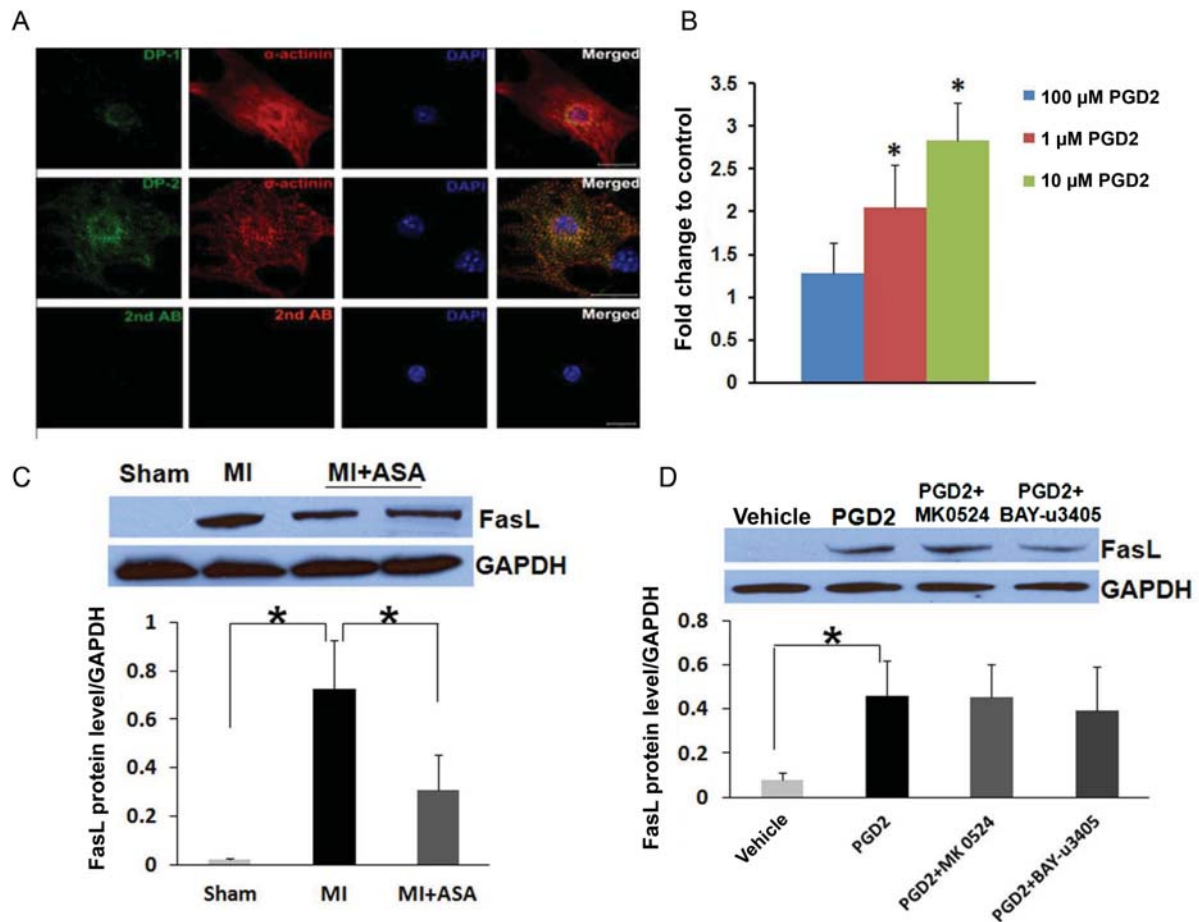 A
DP-1
α-actinin
DAPI
Merged
DP-2
α-actinin
DAPI
Merged
2nd AB
2nd AB
DAPI
Merged
B
Fold change to control
3.5
3
2.5
2
1.5
1
0.5
0
*
*
100 µM PGD2
1 µM PGD2
10 µM PGD2
C
Sham MI MI+ASA
FasL
GAPDH
FasL protein level/GAPDH
1
0.8
0.6
0.4
0.2
0
*
*
Sham MI MI+ASA
D
Vehicle PGD2 PGD2+ MK0524 PGD2+ BAY-u3405
FasL
GAPDH
FasL protein level/GAPDH
0.8
0.6
0.4
0.2
0
*
Vehicle
PGD2
PGD2+MK 0524
PGD2+BAY-u3405